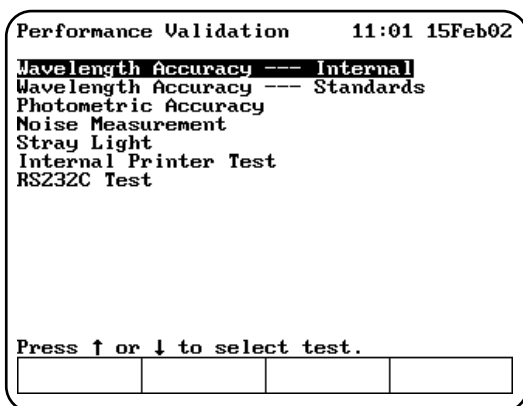 Performance Validation 11:01 15Feb02
Wavelength Accuracy --- Internal
Wavelength Accuracy --- Standards
Photometric Accuracy
Noise Measurement
Stray Light
Internal Printer Test
RS232C Test
Press ↑ or ↓ to select test.